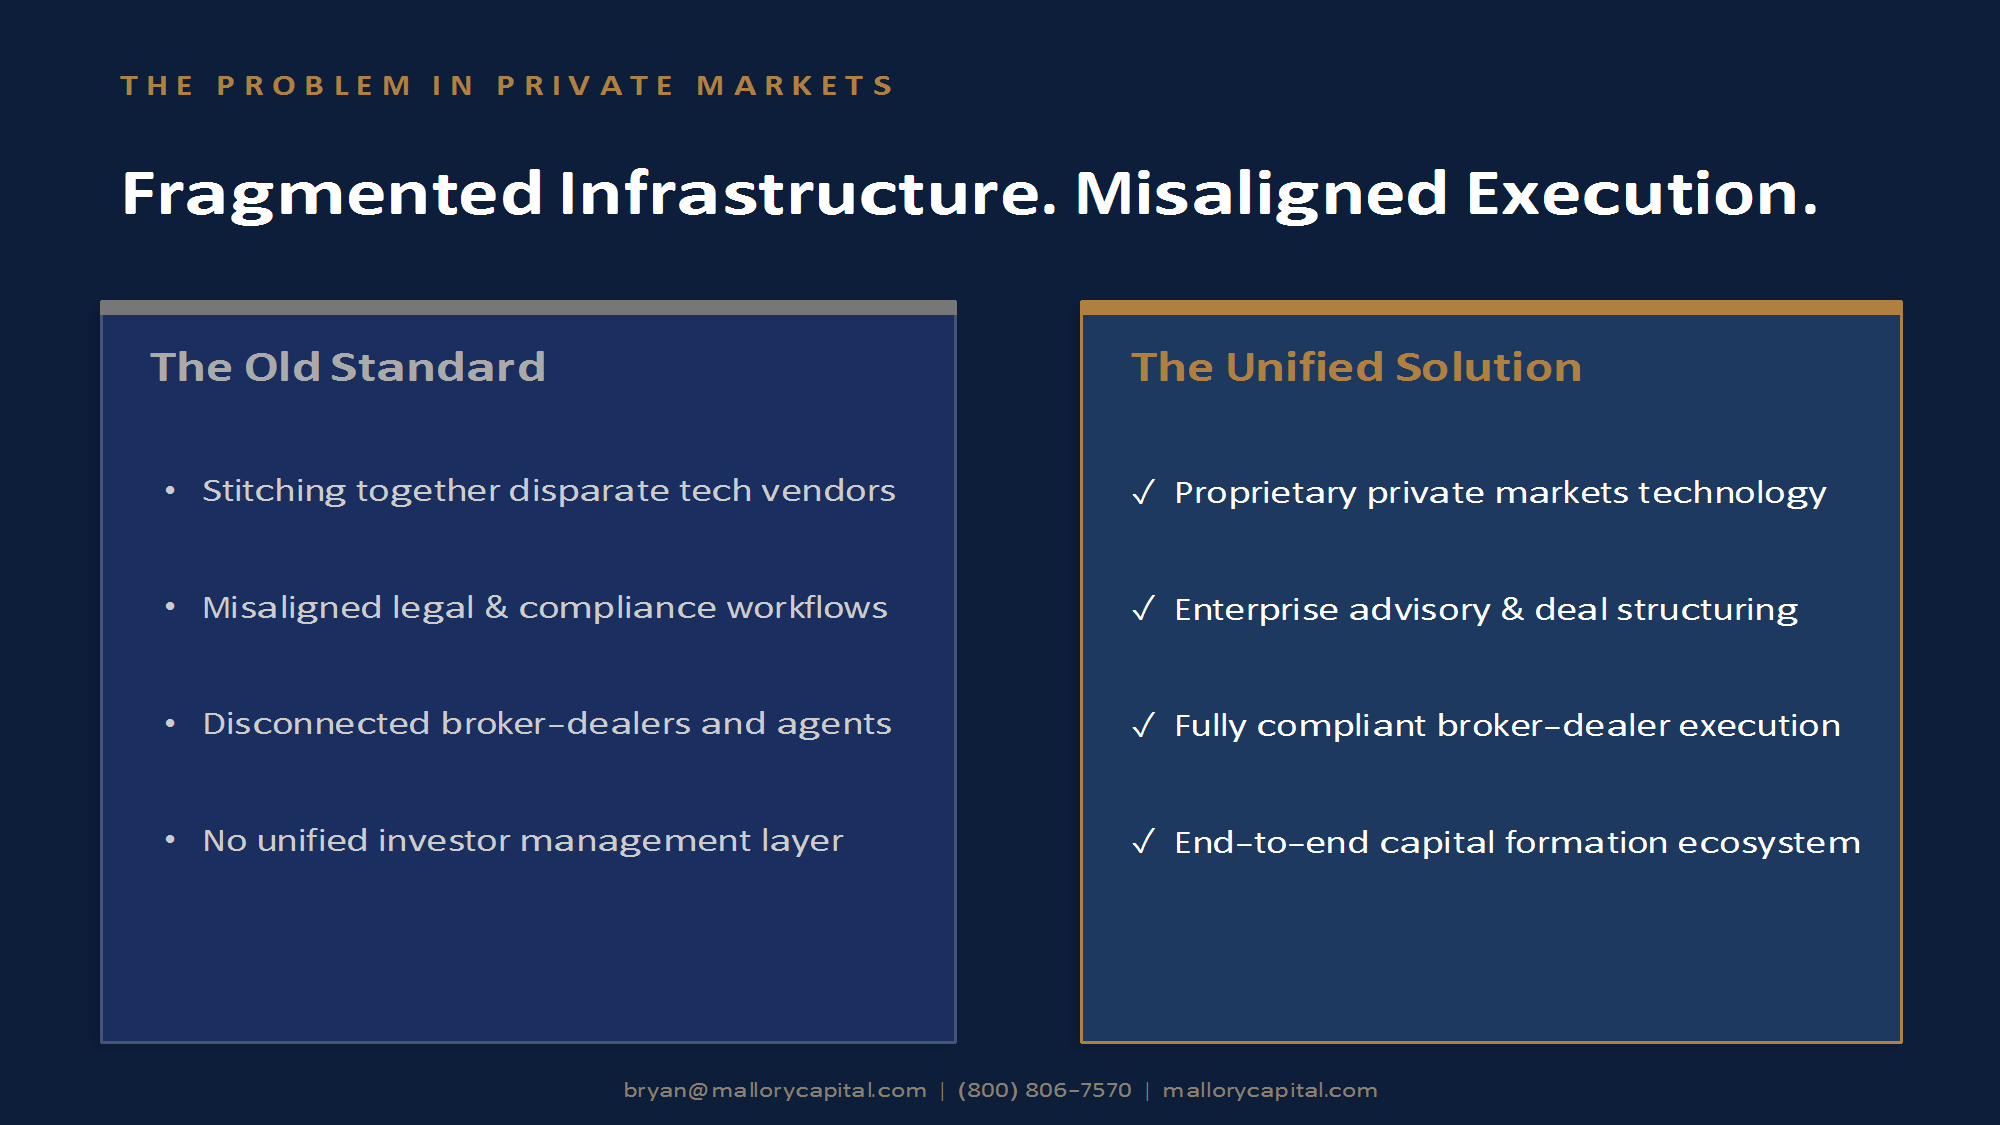 THE PROBLEM IN PRIVATE MARKETS
Fragmented Infrastructure. Misaligned Execution.
The Old Standard
• Stitching together disparate tech vendors
• Misaligned legal & compliance workflows
• Disconnected broker-dealers and agents
• No unified investor management layer
The Unified Solution
✓ Proprietary private markets technology
✓ Enterprise advisory & deal structuring
✓ Fully compliant broker-dealer execution
✓ End-to-end capital formation ecosystem
bryan@mallorycapital.com | (800) 806-7570 | mallorycapital.com